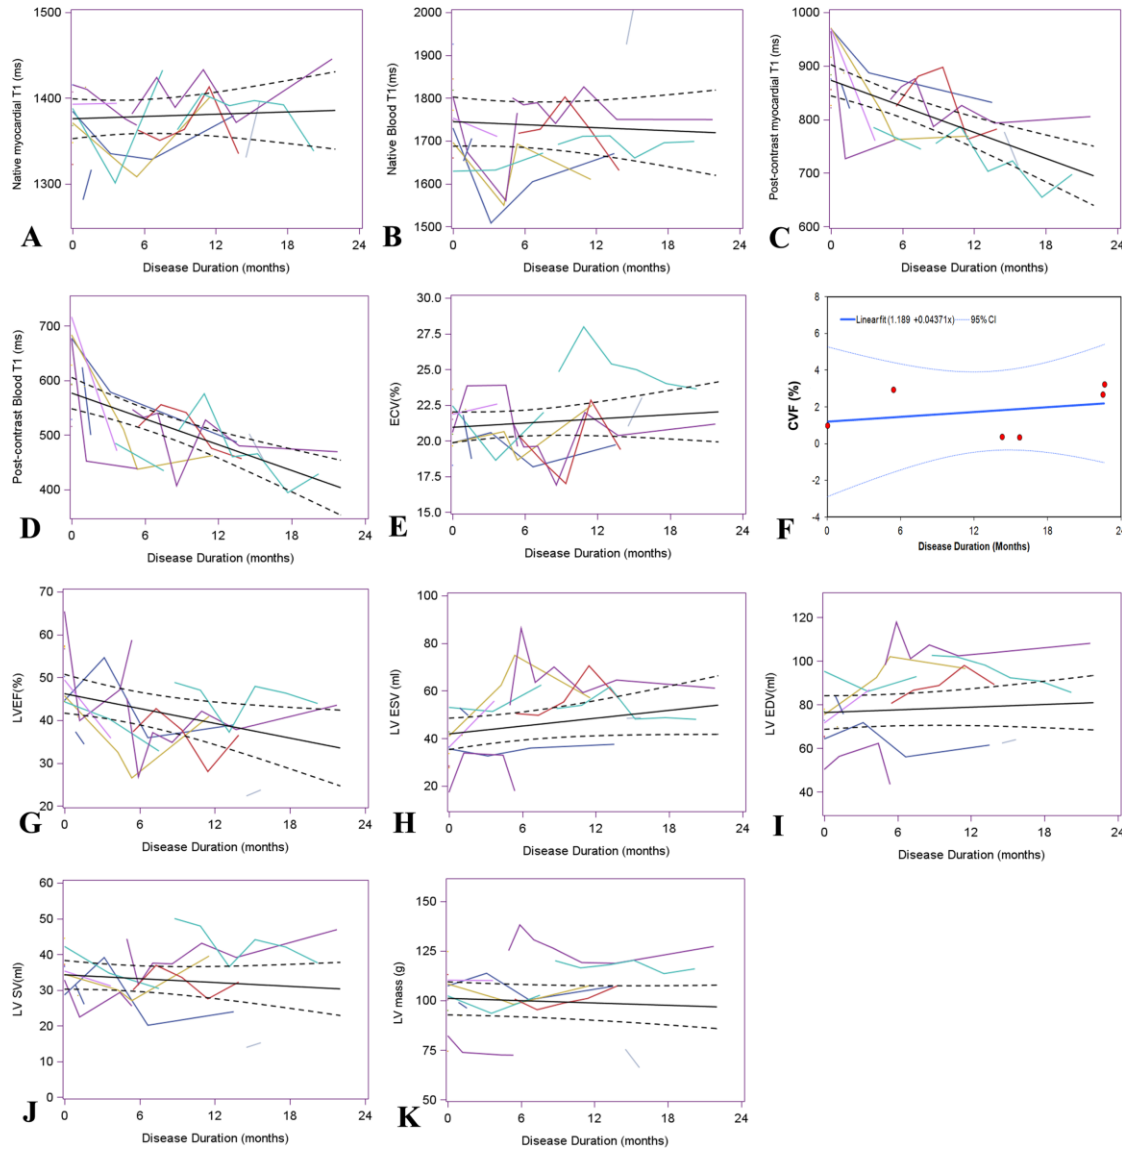 1500
1400
1300
Native myocardial T1 (ms)
0 6 12 18 24
Disease Duration (months)
A
2000
1900
1800
1700
1600
1500
Native Blood T1(ms)
0 6 12 18 24
Disease Duration (months)
B
1000
900
800
700
600
Post-contrast myocardial T1 (ms)
0 6 12 18 24
Disease Duration (months)
C
700
600
500
400
Post-contrast Blood T1 (ms)
0 6 12 18 24
Disease Duration (months)
D
30.0
27.5
25.0
22.5
20.0
17.5
15.0
ECV(%)
0 6 12 18 24
Disease Duration (months)
E
8
6
4
2
0
-2
-4
CVF (%)
Linear fit (1.189 +0.04371x)
95% CI
0 6 12 18 24
Disease Duration (Months)
F
70
60
50
40
30
20
LVEF(%)
0 6 12 18 24
Disease Duration (months)
G
100
80
60
40
20
LV ESV (ml)
0 6 12 18 24
Disease Duration (months)
H
120
100
80
60
40
LV EDV(ml)
0 6 12 18 24
Disease Duration (months)
I
60
50
40
30
20
10
0
LV SV(ml)
0 6 12 18 24
Disease Duration (months)
J
150
125
100
75
50
LV mass (g)
0 6 12 18 24
Disease Duration (months)
K